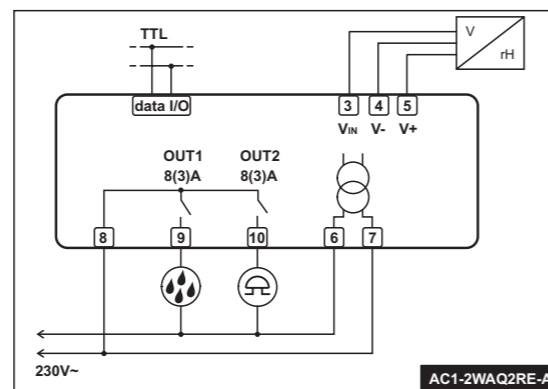 TTL
V
rH
data I/O
3 4 5
VIN V- V+
OUT1 OUT2
8(3)A 8(3)A
8 9 10 6 7
230V~
AC1-2WAQ2RE-A